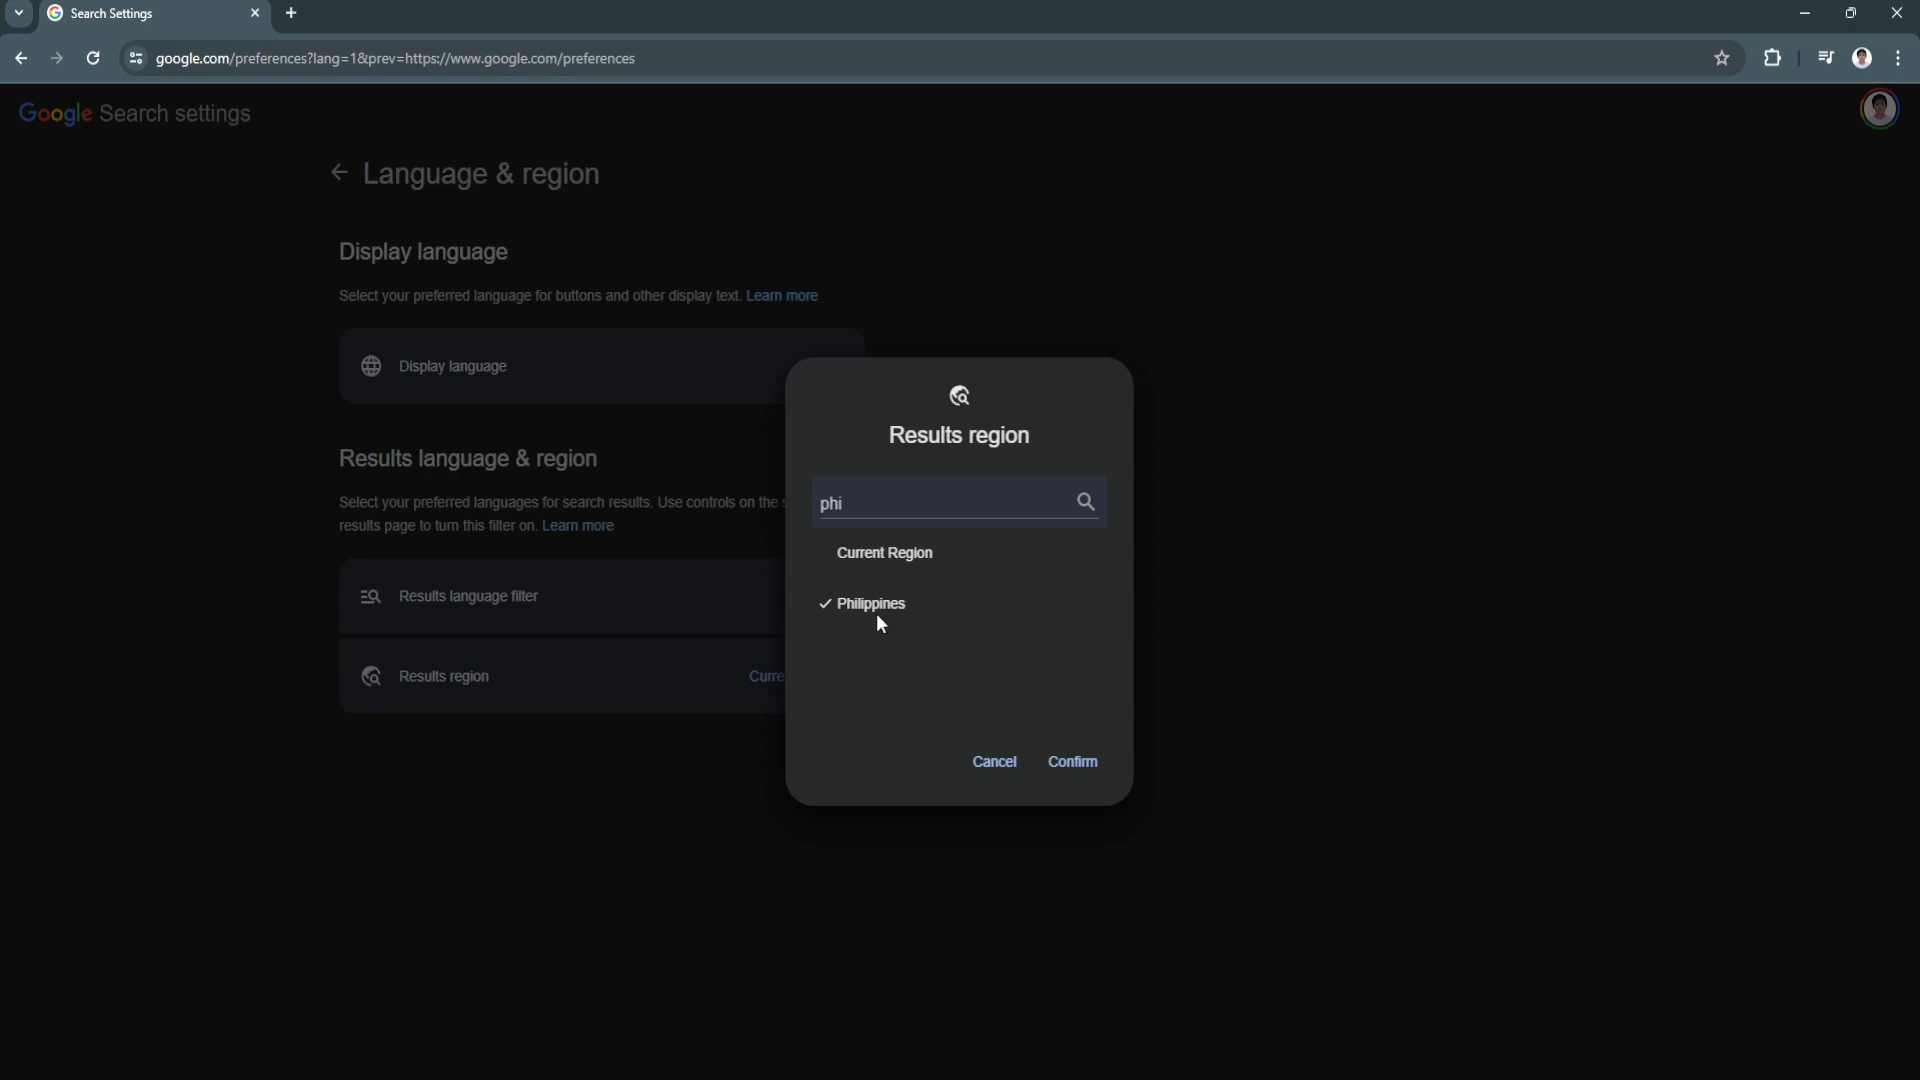 Search Settings
google.com/preferences?lang=1&prev=https://www.google.com/preferences
Google Search settings
Language & region
Display language
Select your preferred language for buttons and other display text. Learn more
Display language
Results language & region
Select your preferred languages for search results. Use controls on the
results page to turn this filter on. Learn more
Results language filter
Results region
Curre
Results region
phi
Current Region
Philippines
Cancel
Confirm